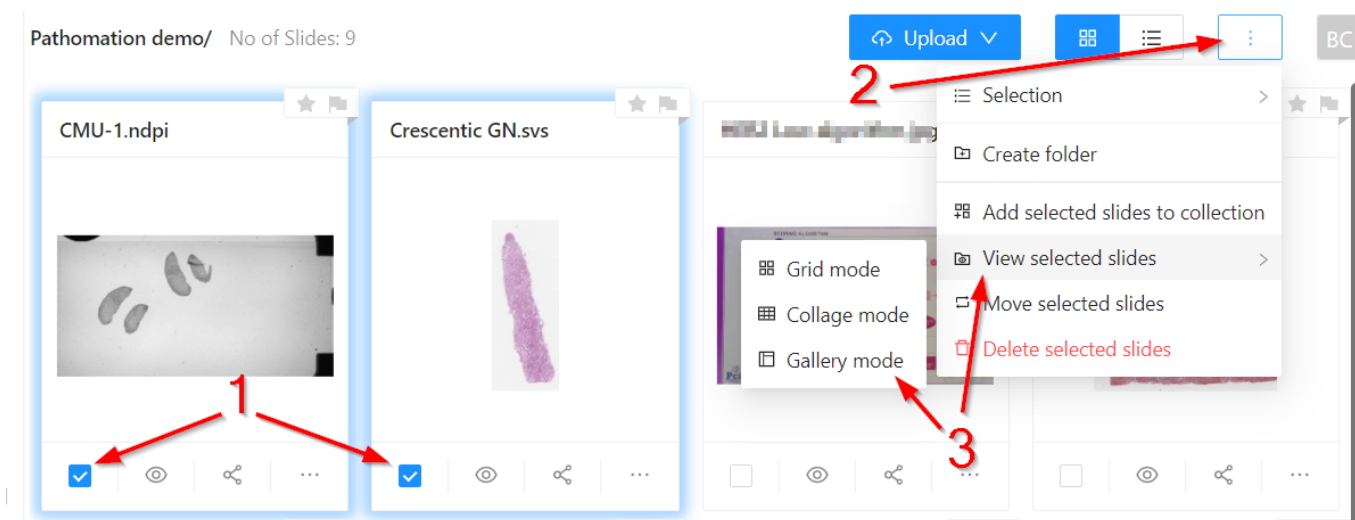 Pathomation demo/ No of Slides: 9
Upload
BC
2
Selection
CMU-1.ndpi
Crescentic GN.svs
Create folder
Add selected slides to collection
View selected slides
Grid mode
Collage mode
Move selected slides
Gallery mode
Delete selected slides
1
3